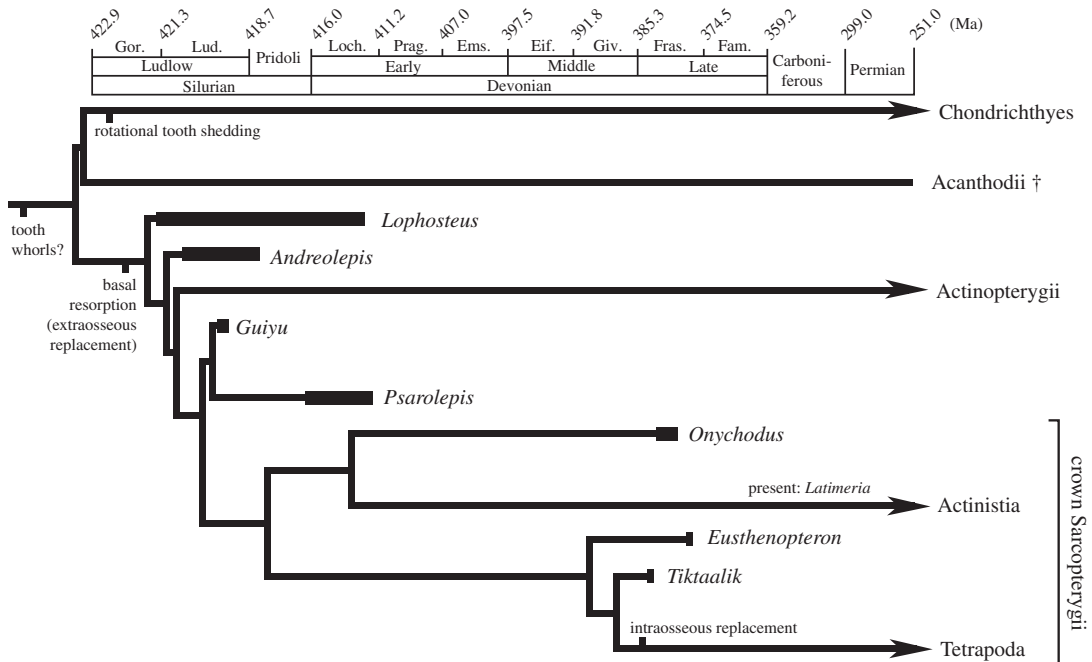 422.9 421.3 418.7 416.0 411.2 407.0 397.5 391.8 385.3 374.5 359.2 299.0 251.0 (Ma)
Gor. Lud. Pridoli Loch. Prag. Ems. Eif. Giv. Fras. Fam. Carboni-
ferous Permian
Ludlow Early Middle Late
Silurian Devonian
Chondrichthyes
rotational tooth shedding
Acanthodii †
tooth
whorls?
Lophosteus
Andreolepis
basal
resorption
(extraosseous
replacement)
Actinopterygii
Guiyu
Psarolepis
Onychodus
present: Latimeria
Actinistia
Eusthenopteron
Tiktaalik
intraosseous replacement
Tetrapoda
crown Sarcopterygii